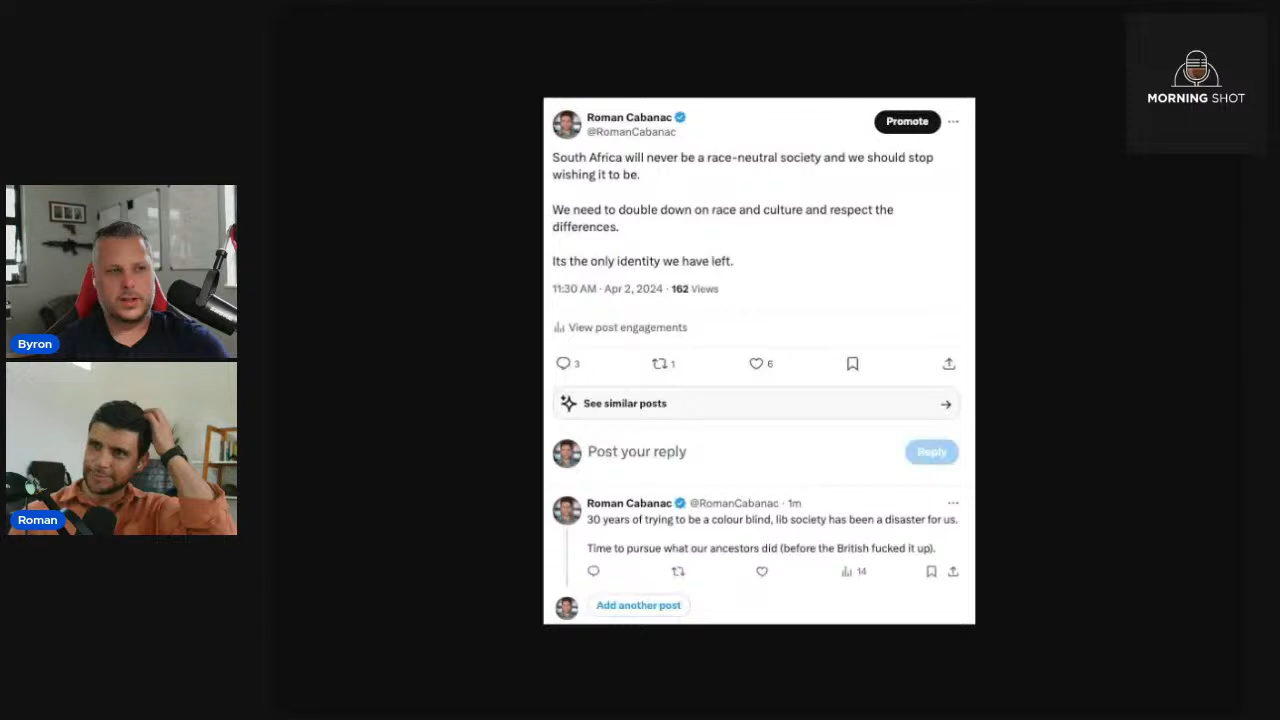 MORNING SHOT
Roman Cabanac
@RomanCabanac
Promote
South Africa will never be a race-neutral society and we should stop
wishing it to be.
We need to double down on race and culture and respect the
differences.
Its the only identity we have left.
11:30 AM · Apr 2, 2024 · 162 Views
View post engagements
3
1
6
See similar posts
Post your reply
Reply
Roman Cabanac @RomanCabanac · 1m
30 years of trying to be a colour blind, lib society has been a disaster for us.
Time to pursue what our ancestors did (before the British fucked it up).
14
Add another post
Byron
Roman